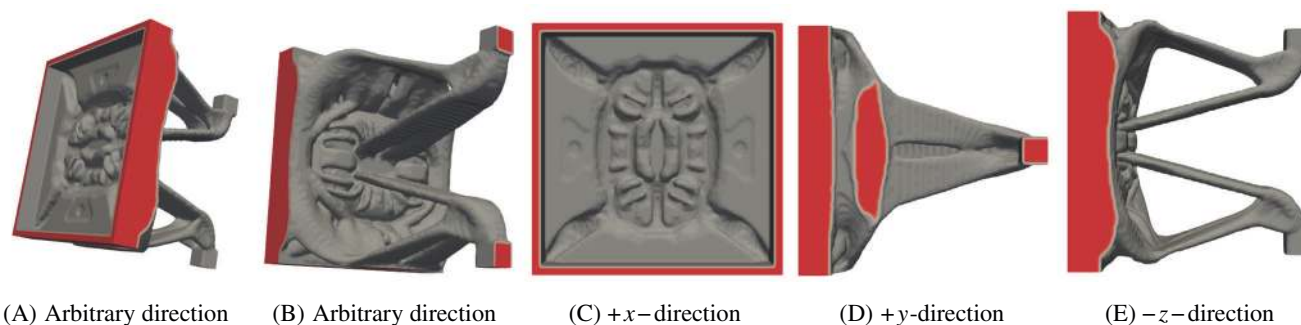 (A) Arbitrary direction (B) Arbitrary direction (C) +x−direction (D) +y-direction (E) −z−direction